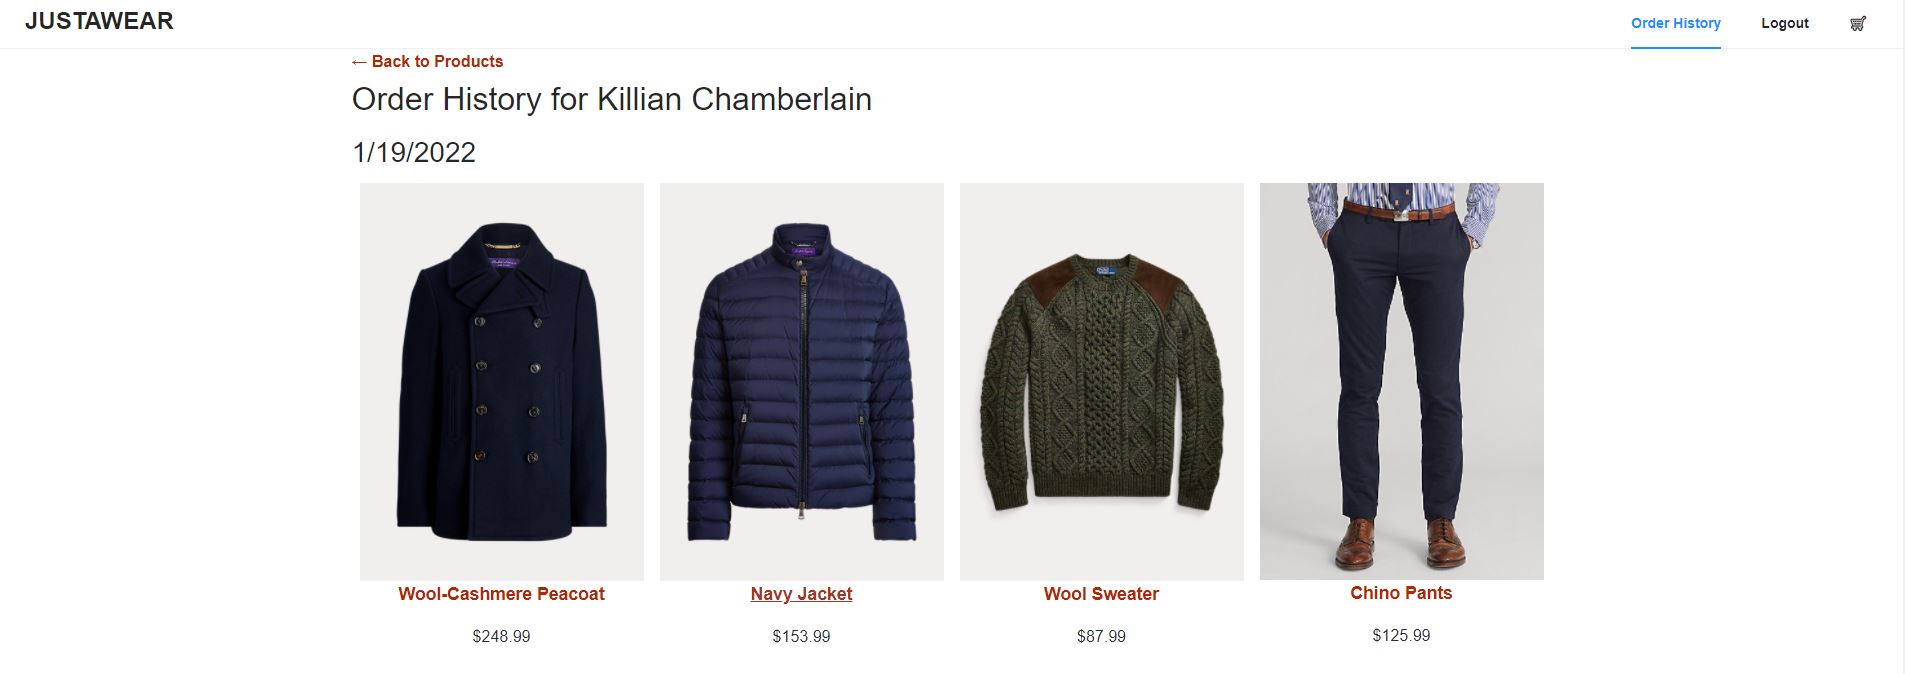 JUSTAWEAR
Order History
Logout
← Back to Products
Order History for Killian Chamberlain
1/19/2022
Wool-Cashmere Peacoat
Navy Jacket
Wool Sweater
Chino Pants
$248.99
$153.99
$87.99
$125.99